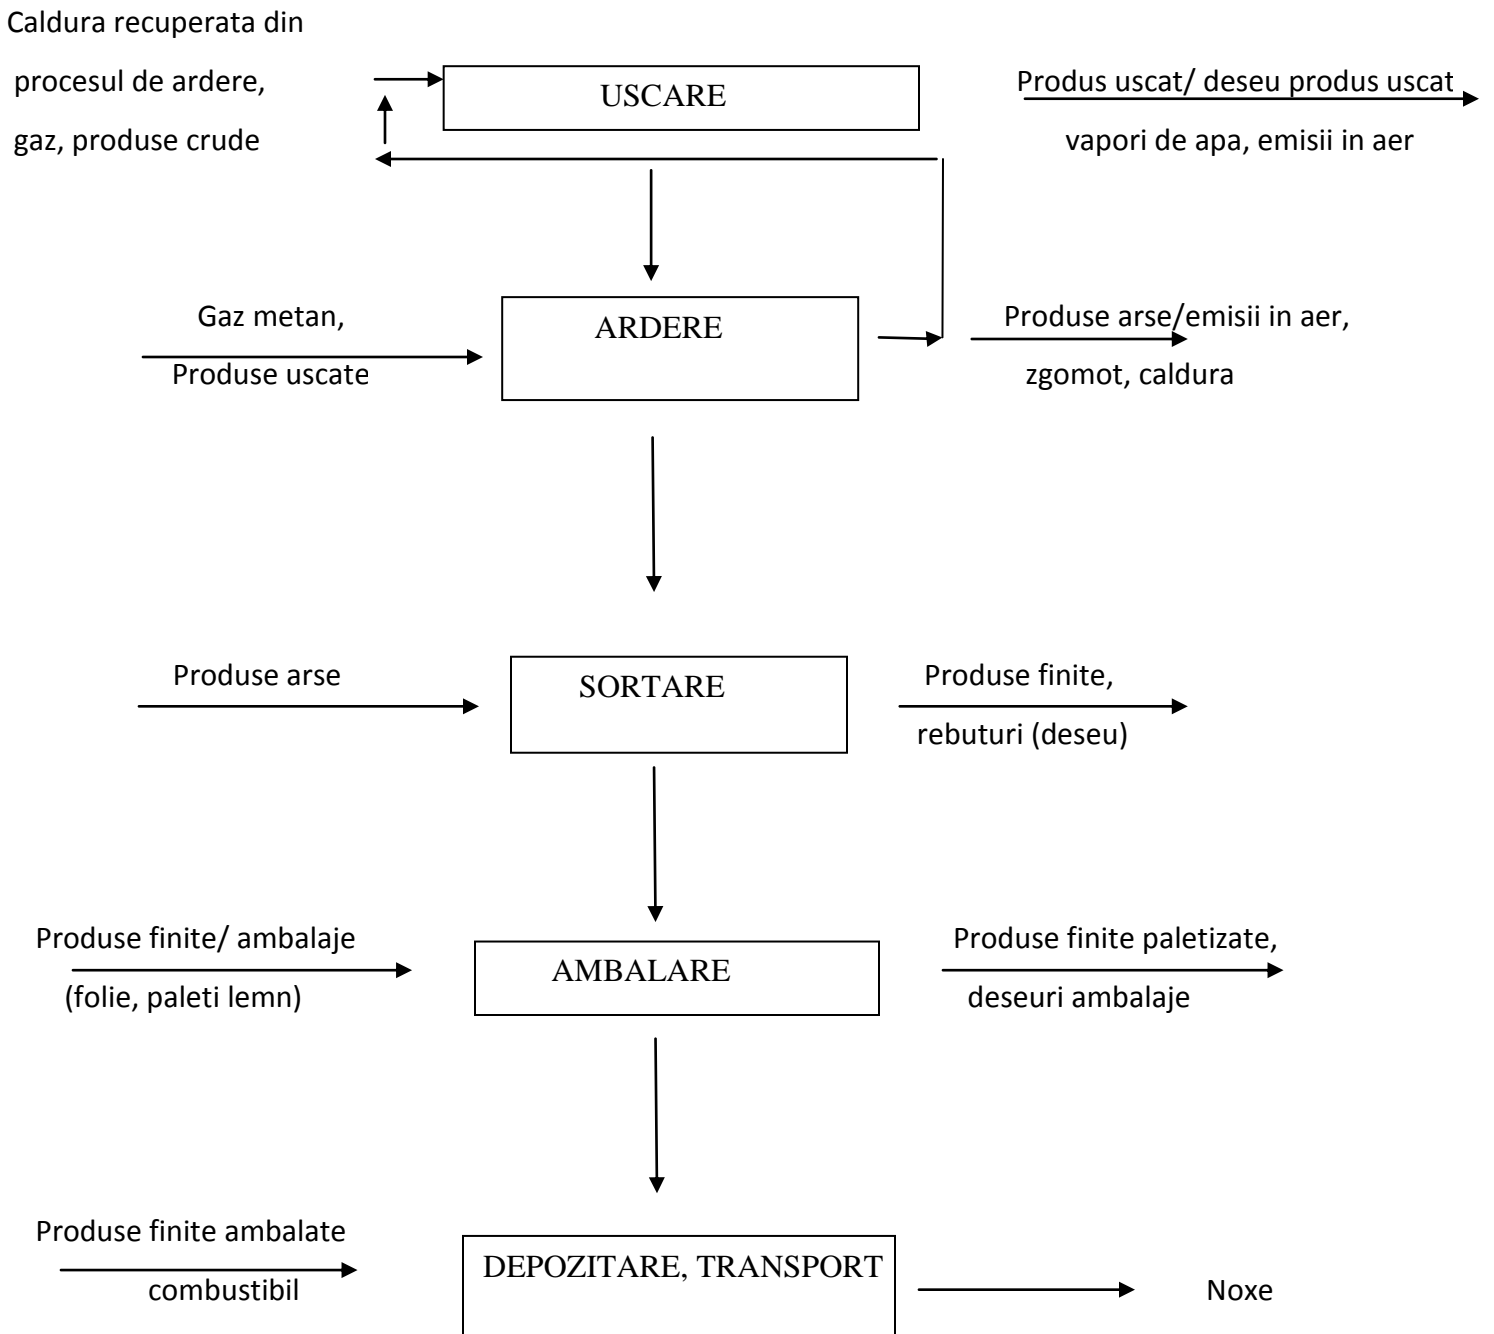 Caldura recuperata din
procesul de ardere,
gaz, produse crude
USCARE
Produs uscat/ deseu produs uscat
vapori de apa, emisii in aer
Gaz metan,
Produse uscate
ARDERE
Produse arse/emisii in aer,
zgomot, caldura
Produse arse
SORTARE
Produse finite,
rebuturi (deseu)
Produse finite/ ambalaje
(folie, paleti lemn)
AMBALARE
Produse finite paletizate,
deseuri ambalaje
Produse finite ambalate
combustibil
DEPOZITARE, TRANSPORT
Noxe